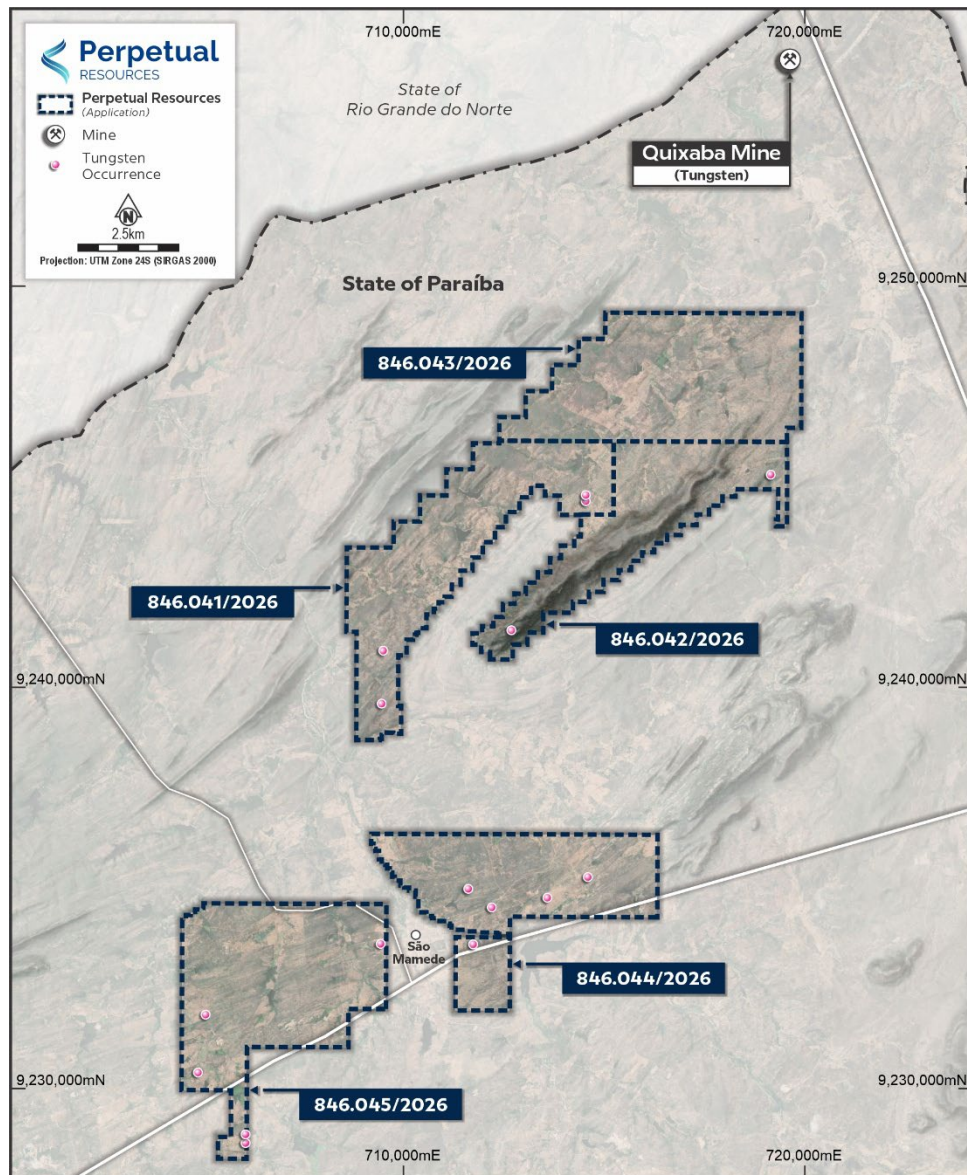 710,000mE
720,000mE
Perpetual
RESOURCES
Perpetual Resources
(Application)
Mine
Tungsten
Occurrence
N
2.5km
Projection: UTM Zone 24S (SIRGAS 2000)
State of
Rio Grande do Norte
Quixaba Mine
(Tungsten)
State of Paraíba
9,250,000mN
846.043/2026
846.041/2026
846.042/2026
9,240,000mN
9,240,000mN
São
Mamede
846.044/2026
9,230,000mN
9,230,000mN
846.045/2026
710,000mE
720,000mE